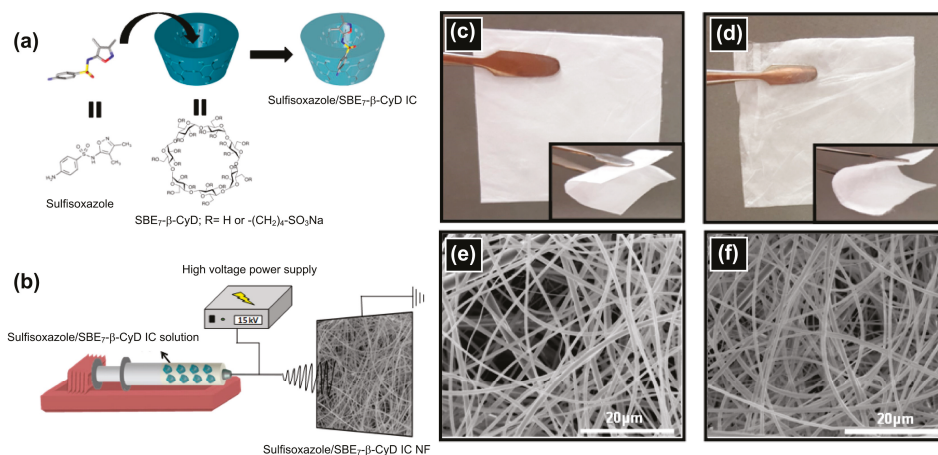 (a)
Sulfisoxazole/SBE₇-β-CyD IC
Sulfisoxazole
SBE₇-β-CyD; R= H or -(CH₂)₄-SO₃Na
(b)
High voltage power supply
15 kV
Sulfisoxazole/SBE₇-β-CyD IC solution
Sulfisoxazole/SBE₇-β-CyD IC NF
(c)
(d)
(e)
20μm
(f)
20μm